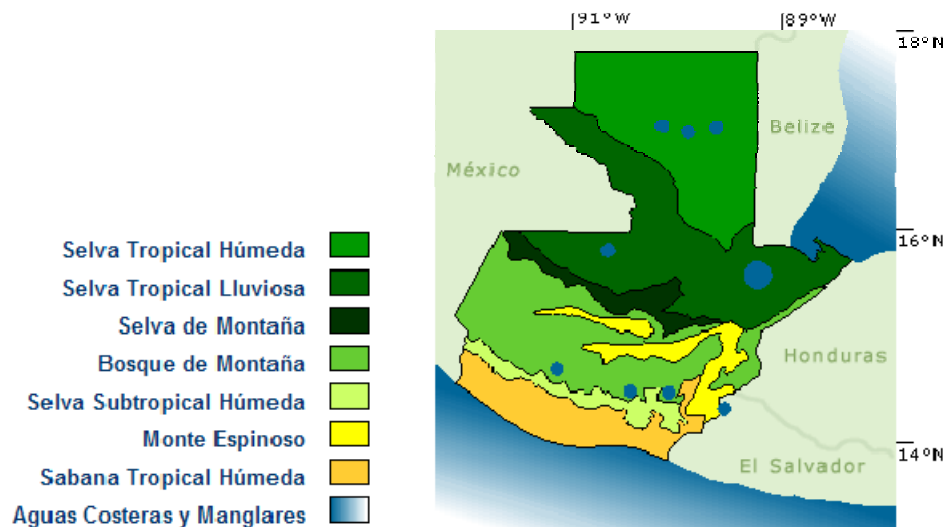 |91°W
|89°W
18°N
Belize
México
16°N
Honduras
14°N
El Salvador
Selva Tropical Húmeda
Selva Tropical Lluviosa
Selva de Montaña
Bosque de Montaña
Selva Subtropical Húmeda
Monte Espinoso
Sabana Tropical Húmeda
Aguas Costeras y Manglares